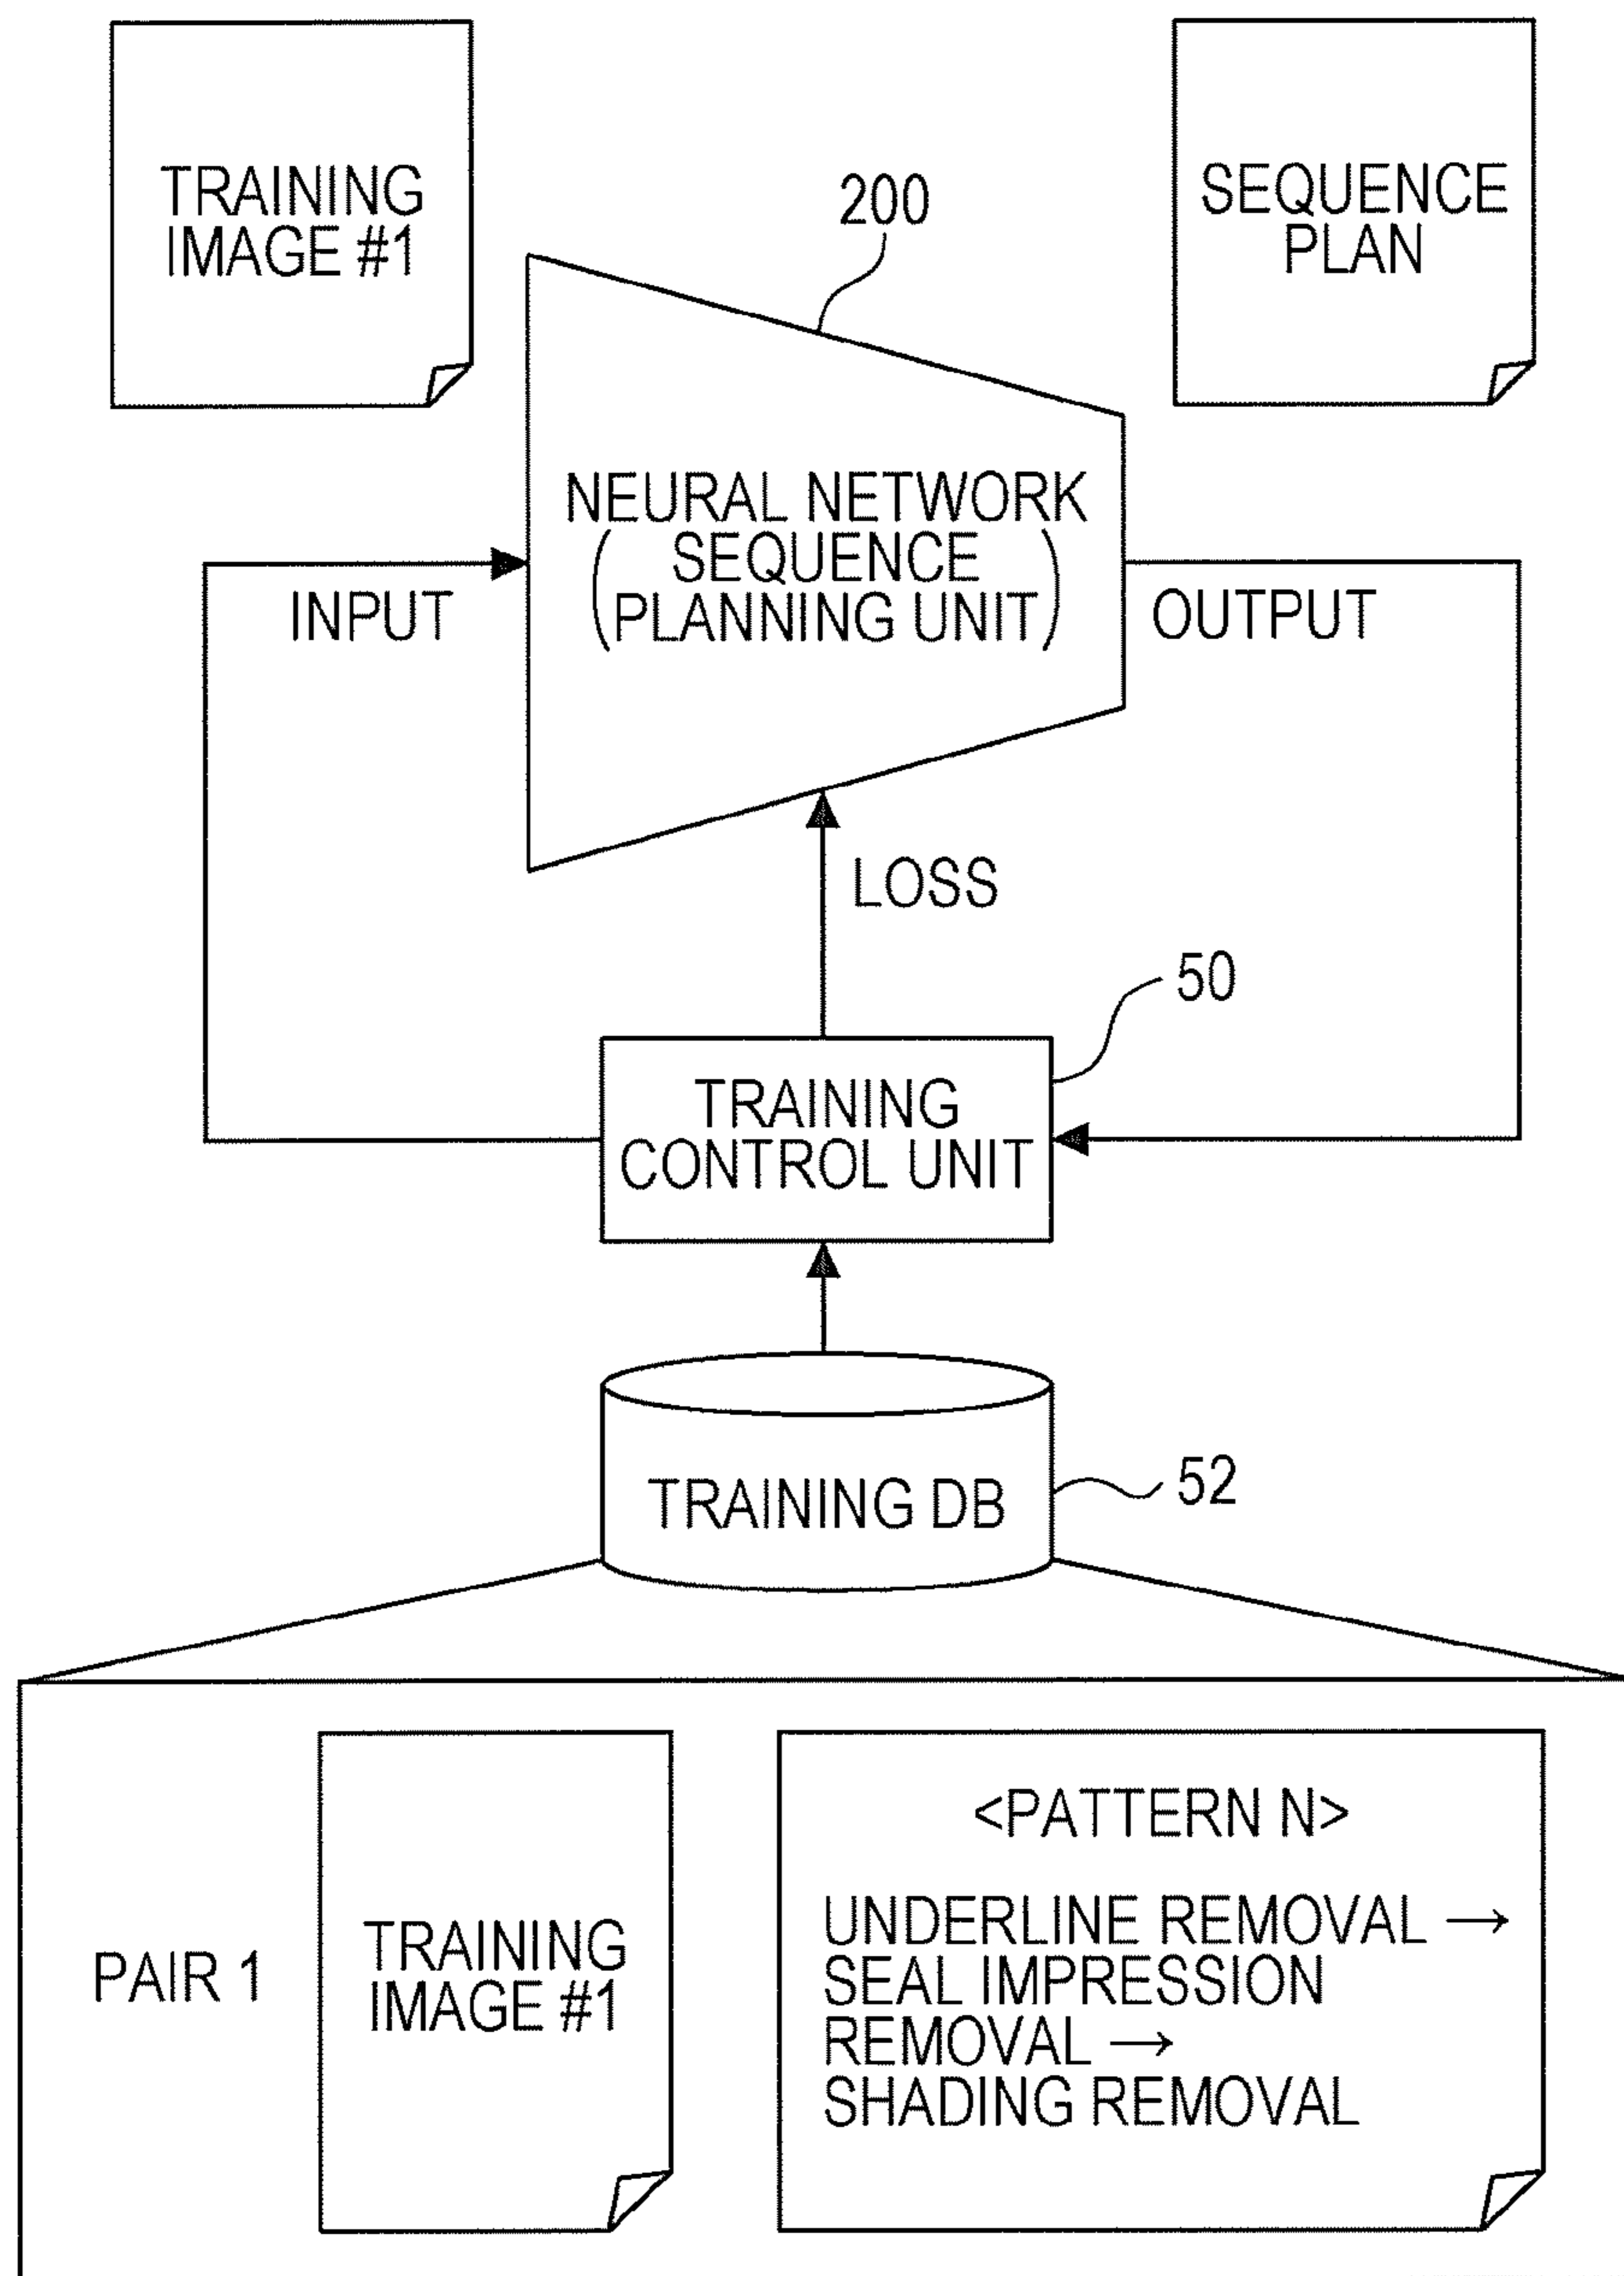 TRAINING
IMAGE #1
SEQUENCE
PLAN
200
NEURAL NETWORK
(SEQUENCE
PLANNING UNIT)
INPUT
OUTPUT
LOSS
50
TRAINING
CONTROL UNIT
TRAINING DB
52
PAIR 1
TRAINING
IMAGE #1
<PATTERN N>
UNDERLINE REMOVAL →
SEAL IMPRESSION
REMOVAL →
SHADING REMOVAL